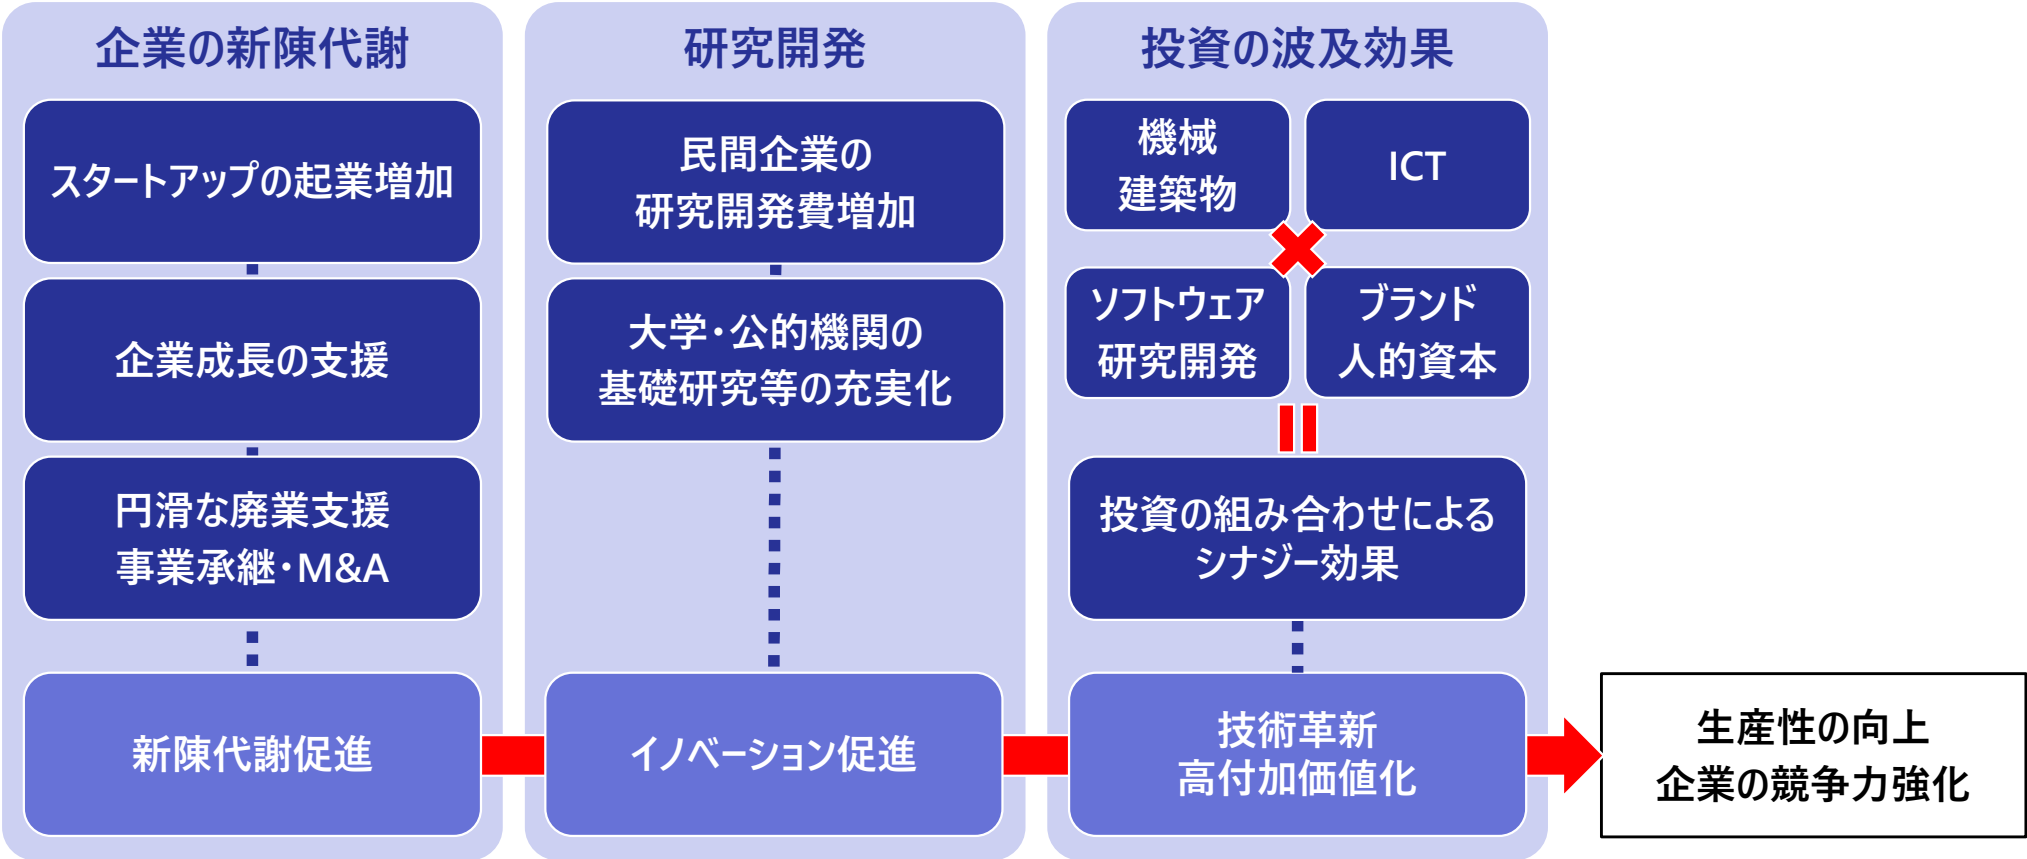 企業の新陳代謝
スタートアップの起業増加
企業成長の支援
円滑な廃業支援
事業承継・M&A
新陳代謝促進
研究開発
民間企業の
研究開発費増加
大学・公的機関の
基礎研究等の充実化
イノベーション促進
投資の波及効果
機械
建築物
ICT
ソフトウェア
研究開発
ブランド
人的資本
投資の組み合わせによる
シナジー効果
技術革新
高付加価値化
生産性の向上
企業の競争力強化